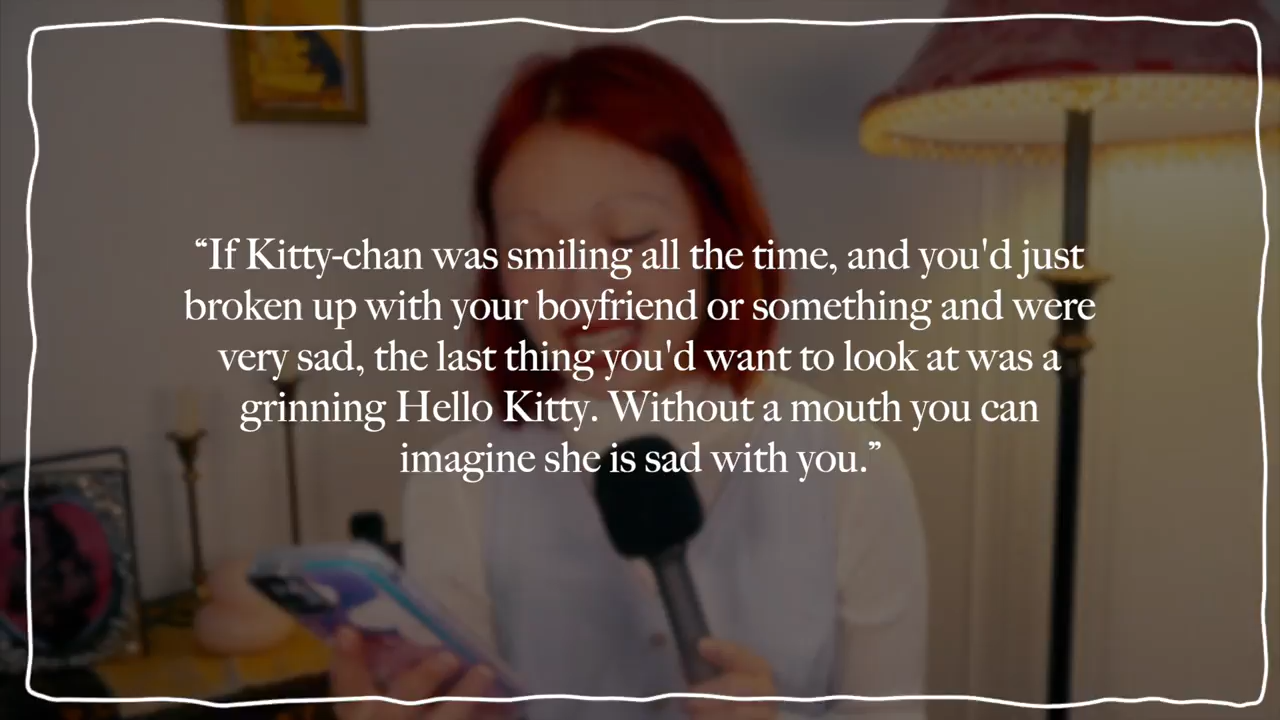 “If Kitty-chan was smiling all the time, and you'd just
broken up with your boyfriend or something and were
very sad, the last thing you'd want to look at was a
grinning Hello Kitty. Without a mouth you can
imagine she is sad with you.”